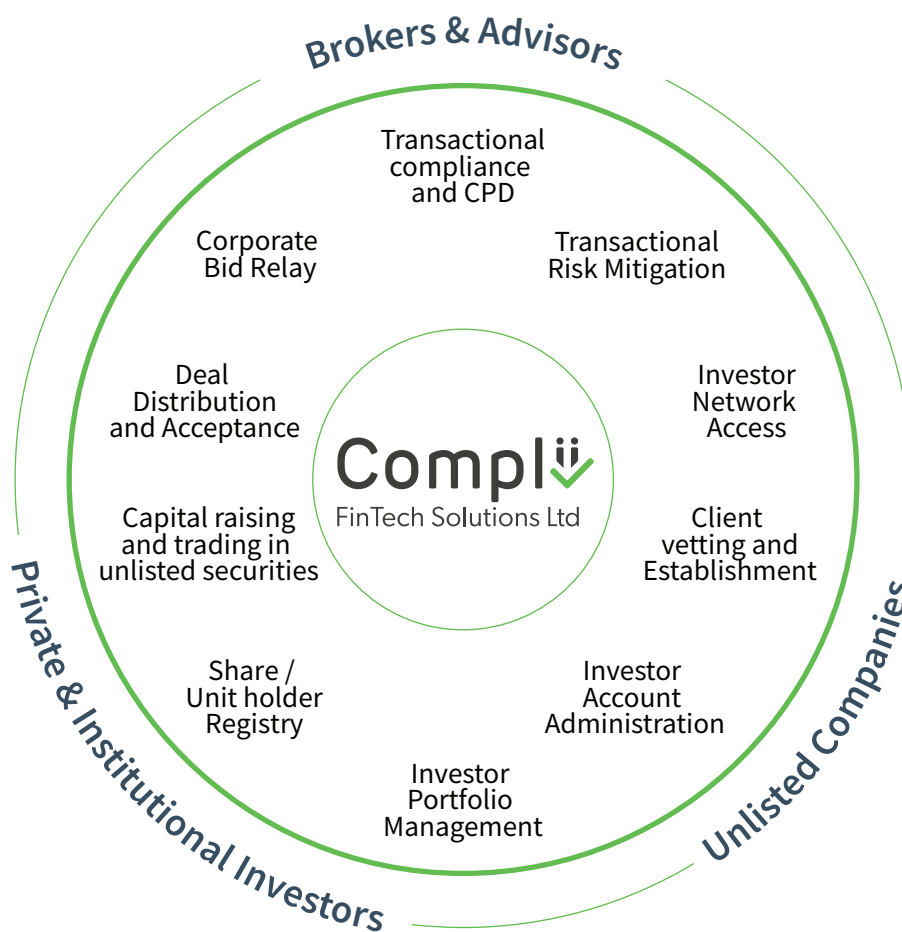 Brokers & Advisors
Transactional
compliance
and CPD
Corporate
Bid Relay
Transactional
Risk Mitigation
Deal
Distribution
and Acceptance
Investor
Network
Access
Complii
FinTech Solutions Ltd
Capital raising
and trading in
unlisted securities
Client
vetting and
Establishment
Share /
Unit holder
Registry
Investor
Account
Administration
Investor
Portfolio
Management
Private & Institutional Investors
Unlisted Companies